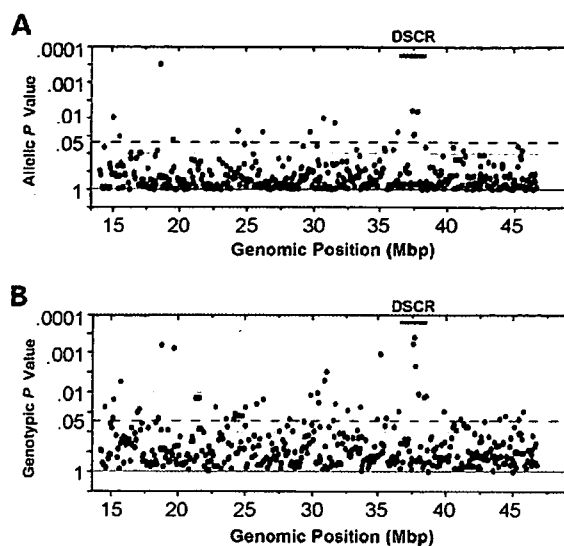 A
DSCR
.0001
.001
.01
.05
1
Allelic P Value
15 20 25 30 35 40 45
Genomic Position (Mbp)
B
DSCR
.0001
.001
.01
.05
1
Genotypic P Value
15 20 25 30 35 40 45
Genomic Position (Mbp)